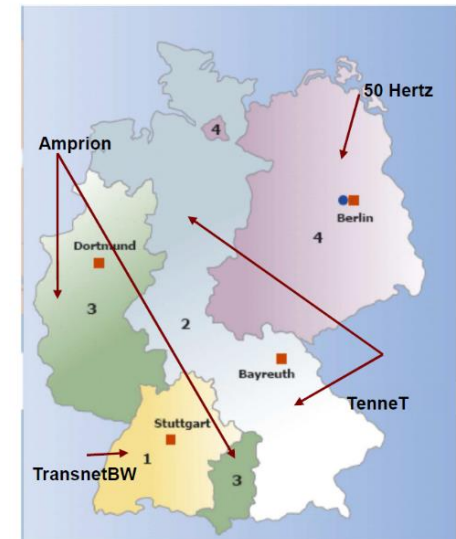 50 Hertz
4
Amprion
Berlin
Dortmund
4
3
2
Bayreuth
TenneT
Stuttgart
1
TransnetBW
3